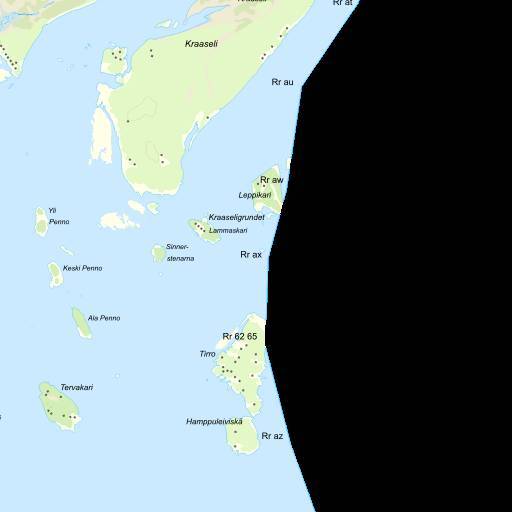 Rr at
Kraaseli
Rr au
Rr aw
Leppikari
Yli
Penno
Kraaseligrundet
Lammaskari
Sinner-
stenarna
Rr ax
Keski Penno
Ala Penno
Rr 62 65
Tirro
Tervakari
Hamppuleiviskä
Rr az